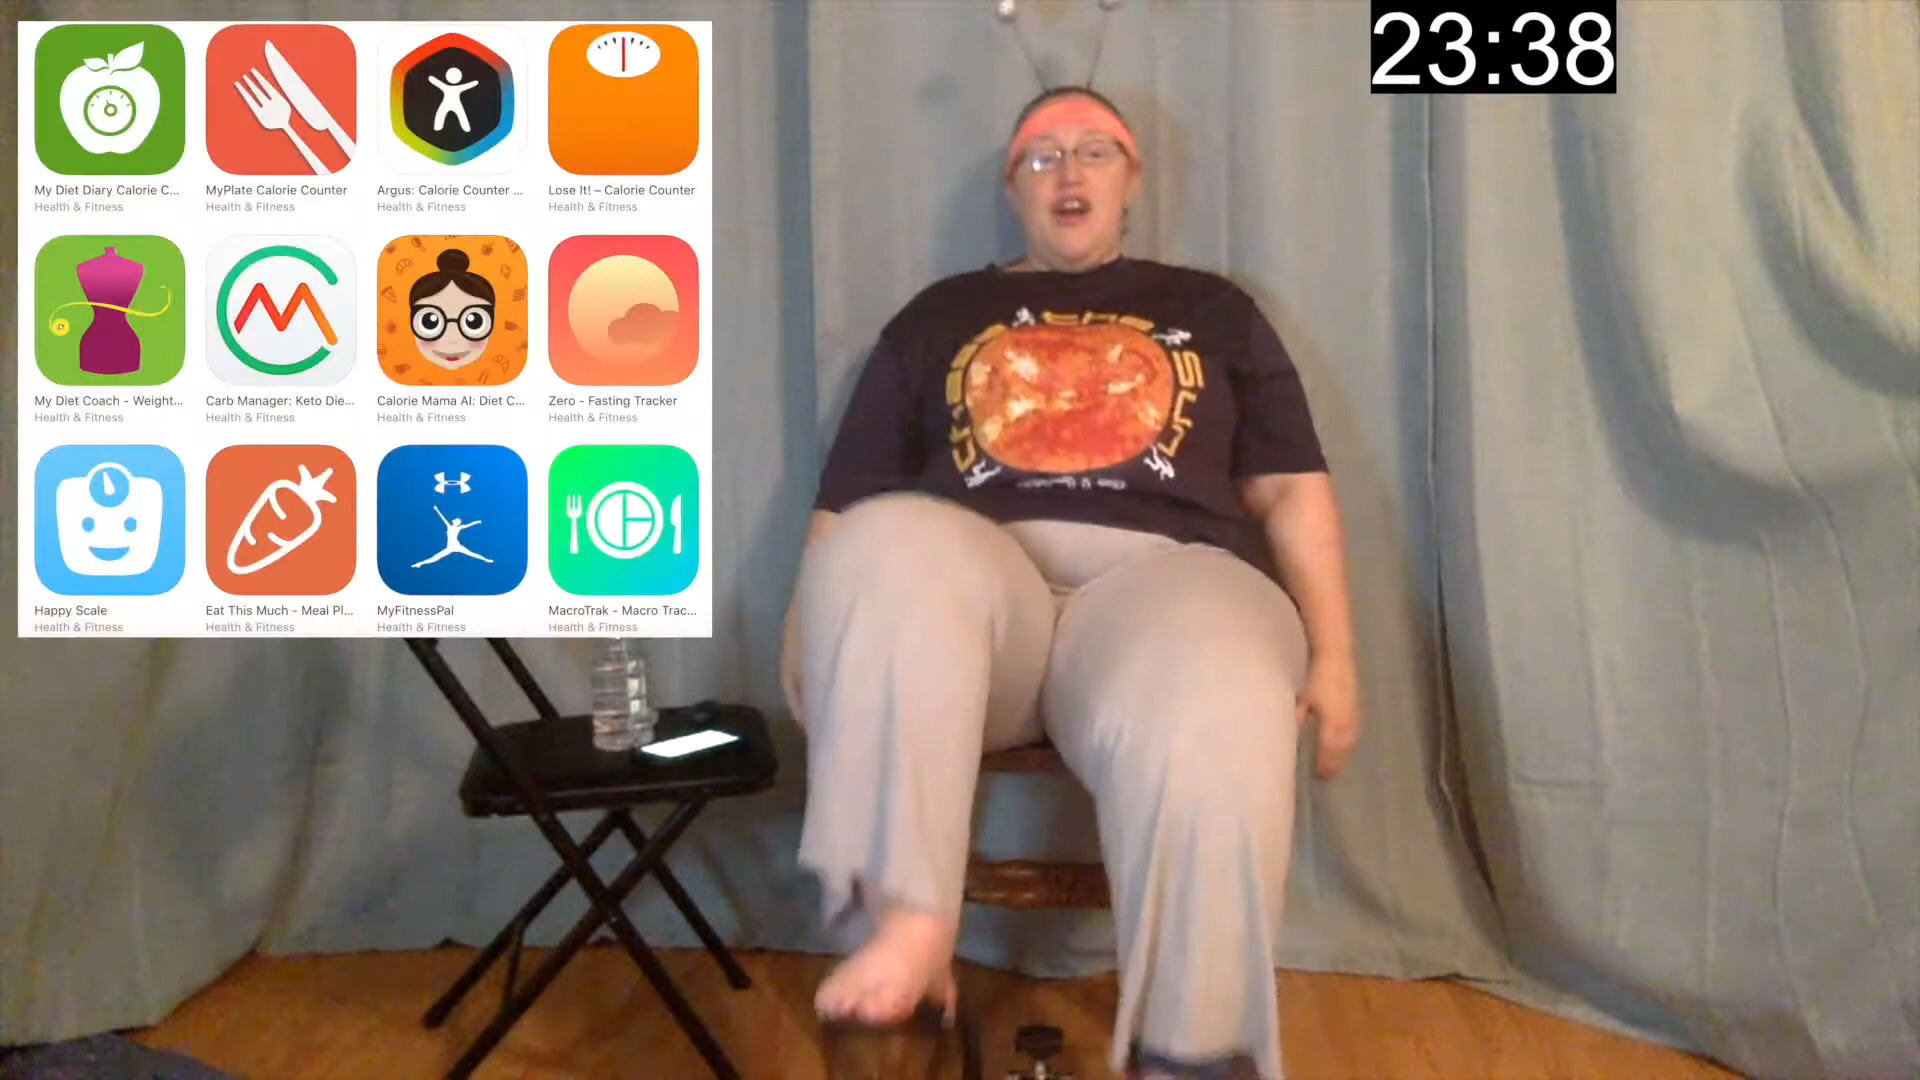 23:38
My Diet Diary Calorie C...
MyPlate Calorie Counter
Argus: Calorie Counter ...
Lose It! – Calorie Counter
Health & Fitness
Health & Fitness
Health & Fitness
Health & Fitness
My Diet Coach - Weight...
Carb Manager: Keto Die...
Calorie Mama AI: Diet C...
Zero - Fasting Tracker
Health & Fitness
Health & Fitness
Health & Fitness
Health & Fitness
Happy Scale
Eat This Much - Meal Pl...
MyFitnessPal
MacroTrak - Macro Trac...
Health & Fitness
Health & Fitness
Health & Fitness
Health & Fitness